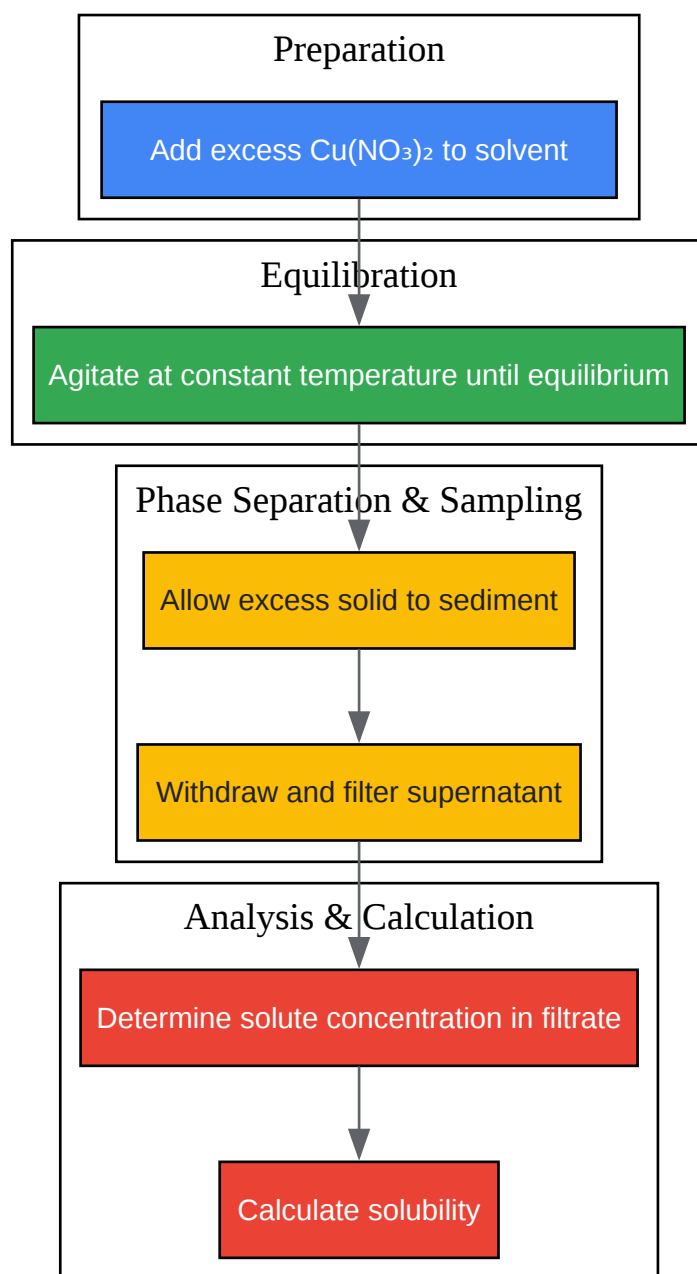 Preparation
Add excess Cu(NO₃)₂ to solvent
Equilibration
Agitate at constant temperature until equilibrium
Phase Separation & Sampling
Allow excess solid to sediment
Withdraw and filter supernatant
Analysis & Calculation
Determine solute concentration in filtrate
Calculate solubility